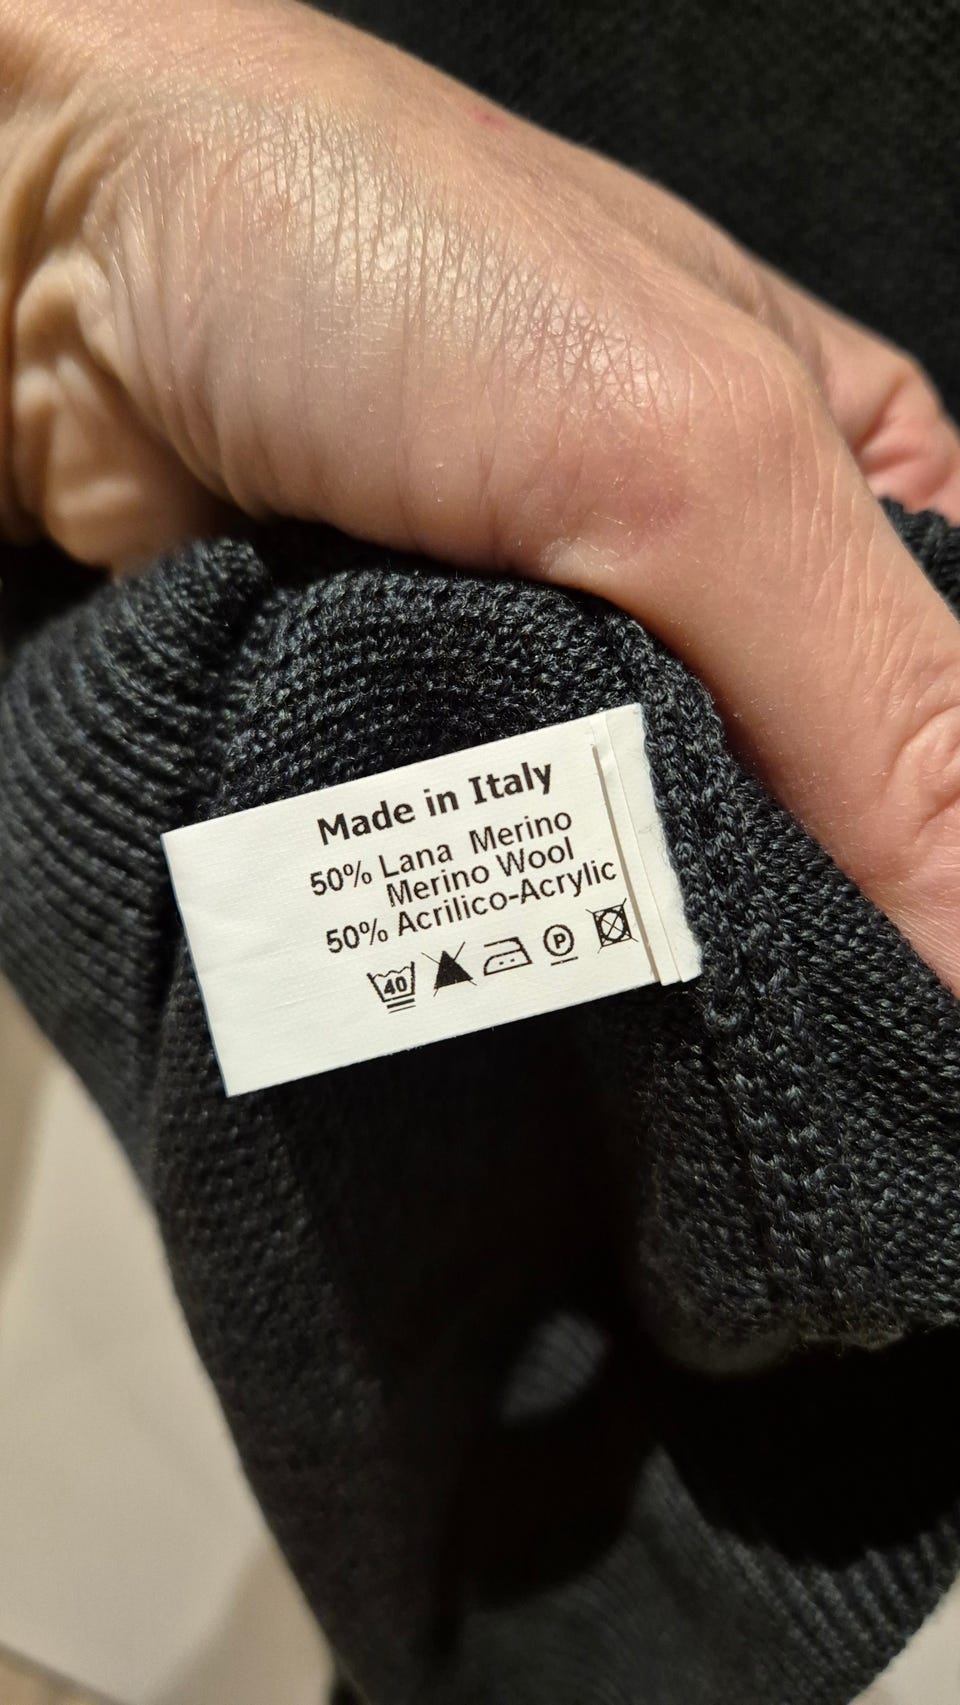 Made in Italy
50% Lana Merino
Merino Wool
50% Acrilico-Acrylic
40 P